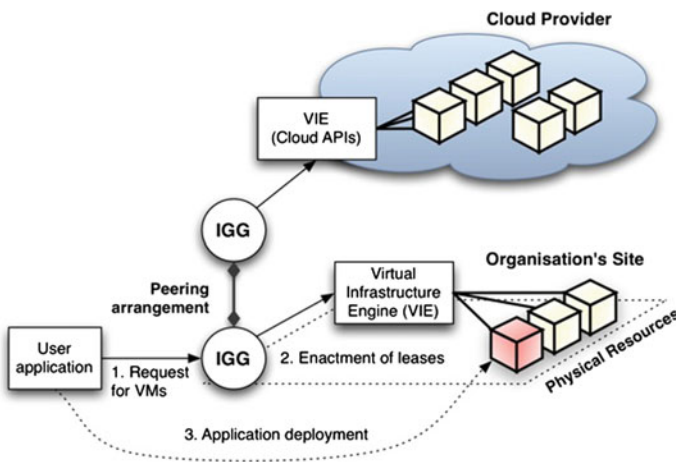 Cloud Provider
VIE
(Cloud APIs)
IGG
Peering
arrangement
Virtual
Infrastructure
Engine (VIE)
Organisation's Site
User
application
1. Request
for VMs
IGG
2. Enactment of leases
Physical Resources
3. Application deployment